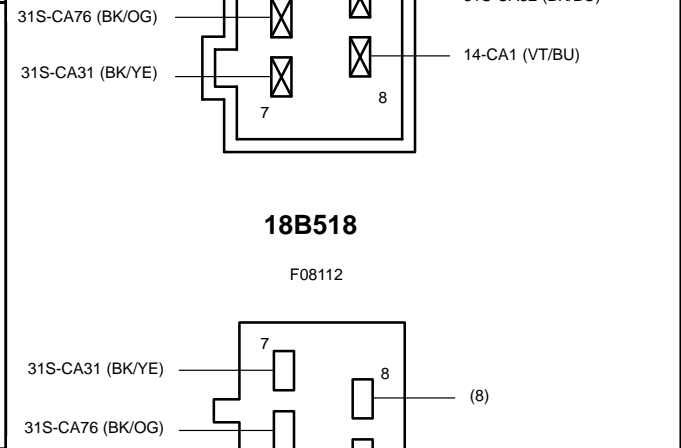 31S-CA76 (BK/OG)
14-CA1 (VT/BU)
31S-CA31 (BK/YE)
7
8
18B518
F08112
7
31S-CA31 (BK/YE)
8
(8)
31S-CA76 (BK/OG)